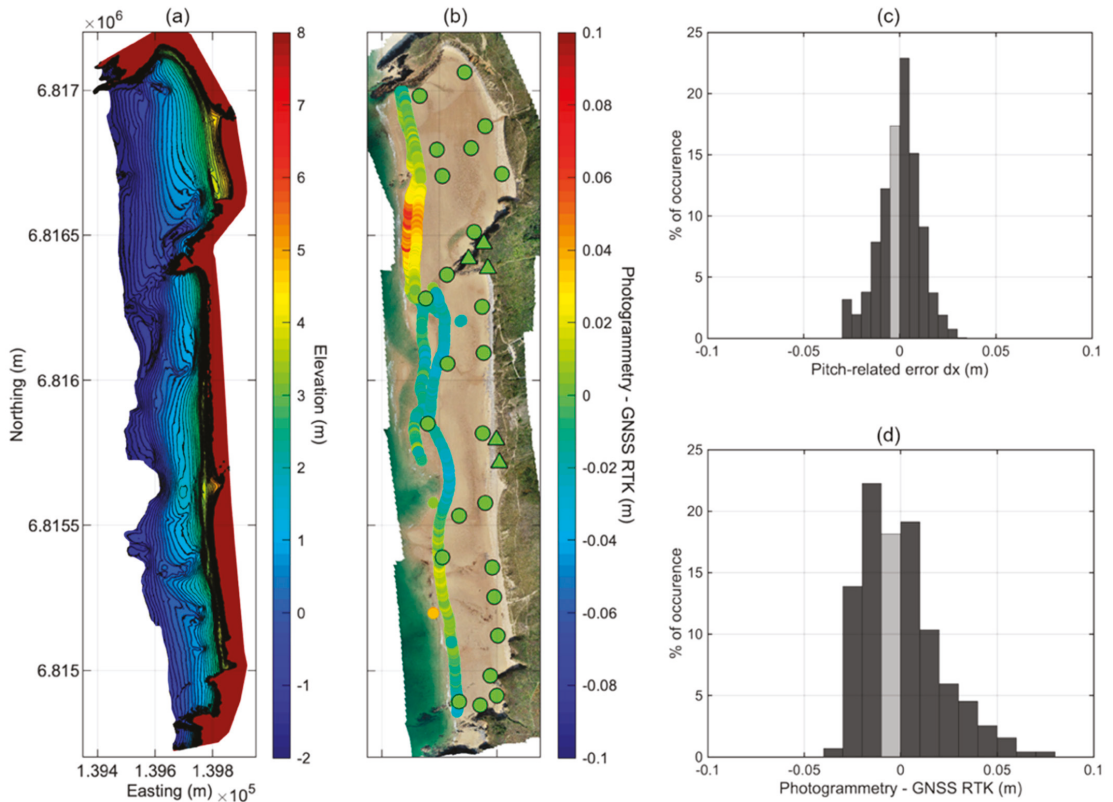 (a)
× 10⁶
6.817
6.8165
6.816
6.8155
6.815
Northing (m)
1.394 1.396 1.398
Easting (m) × 10⁵
8
7
6
5
4
3
2
1
0
-1
-2
Elevation (m)
(b)
0.1
0.08
0.06
0.04
0.02
0
-0.02
-0.04
-0.06
-0.08
-0.1
Photogrammetry - GNSS RTK (m)
(c)
25
20
15
10
5
0
% of occurence
-0.1 -0.05 0 0.05 0.1
Pitch-related error dx (m)
(d)
25
20
15
10
5
0
% of occurence
-0.1 -0.05 0 0.05 0.1
Photogrammetry - GNSS RTK (m)